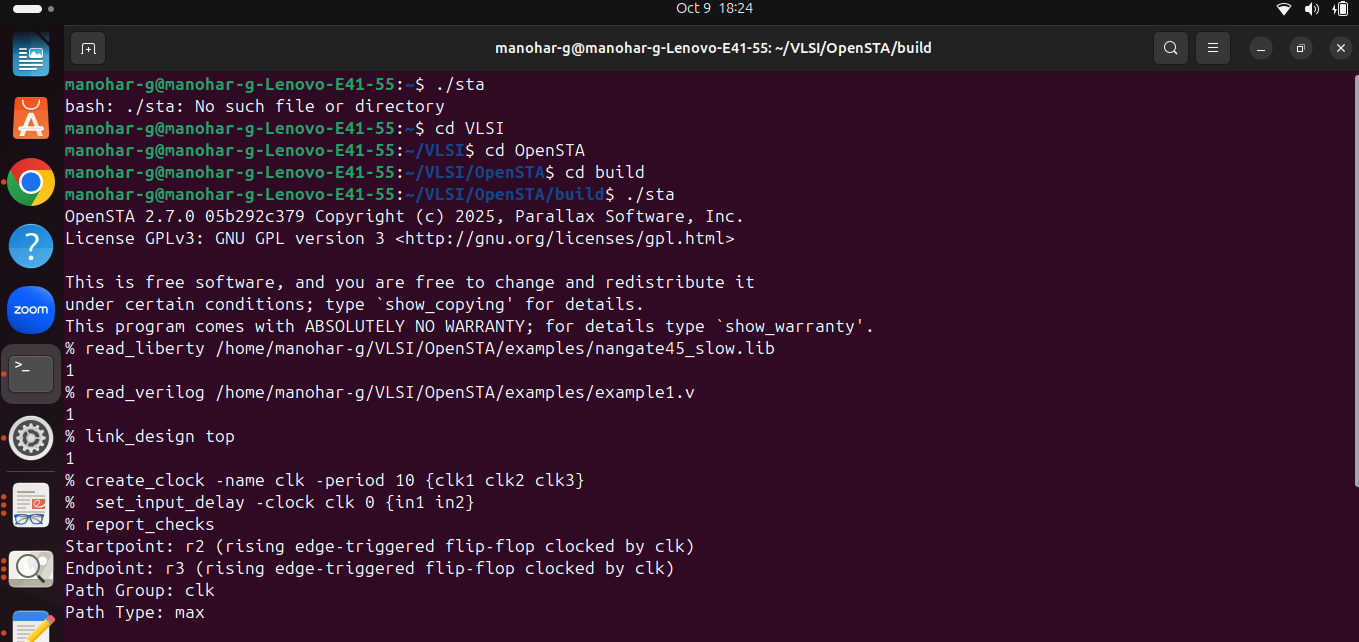 Oct 9 18:24
manohar-g@manohar-g-Lenovo-E41-55: ~/VLSI/OpenSTA/build
manohar-g@manohar-g-Lenovo-E41-55:~$ ./sta
bash: ./sta: No such file or directory
manohar-g@manohar-g-Lenovo-E41-55:~$ cd VLSI
manohar-g@manohar-g-Lenovo-E41-55:~/VLSI$ cd OpenSTA
manohar-g@manohar-g-Lenovo-E41-55:~/VLSI/OpenSTA$ cd build
manohar-g@manohar-g-Lenovo-E41-55:~/VLSI/OpenSTA/build$ ./sta
OpenSTA 2.7.0 05b292c379 Copyright (c) 2025, Parallax Software, Inc.
License GPLv3: GNU GPL version 3 <http://gnu.org/licenses/gpl.html>
This is free software, and you are free to change and redistribute it
under certain conditions; type `show_copying' for details.
This program comes with ABSOLUTELY NO WARRANTY; for details type `show_warranty'.
% read_liberty /home/manohar-g/VLSI/OpenSTA/examples/nangate45_slow.lib
1
% read_verilog /home/manohar-g/VLSI/OpenSTA/examples/example1.v
1
% link_design top
1
% create_clock -name clk -period 10 {clk1 clk2 clk3}
%  set_input_delay -clock clk 0 {in1 in2}
% report_checks
Startpoint: r2 (rising edge-triggered flip-flop clocked by clk)
Endpoint: r3 (rising edge-triggered flip-flop clocked by clk)
Path Group: clk
Path Type: max
zoom